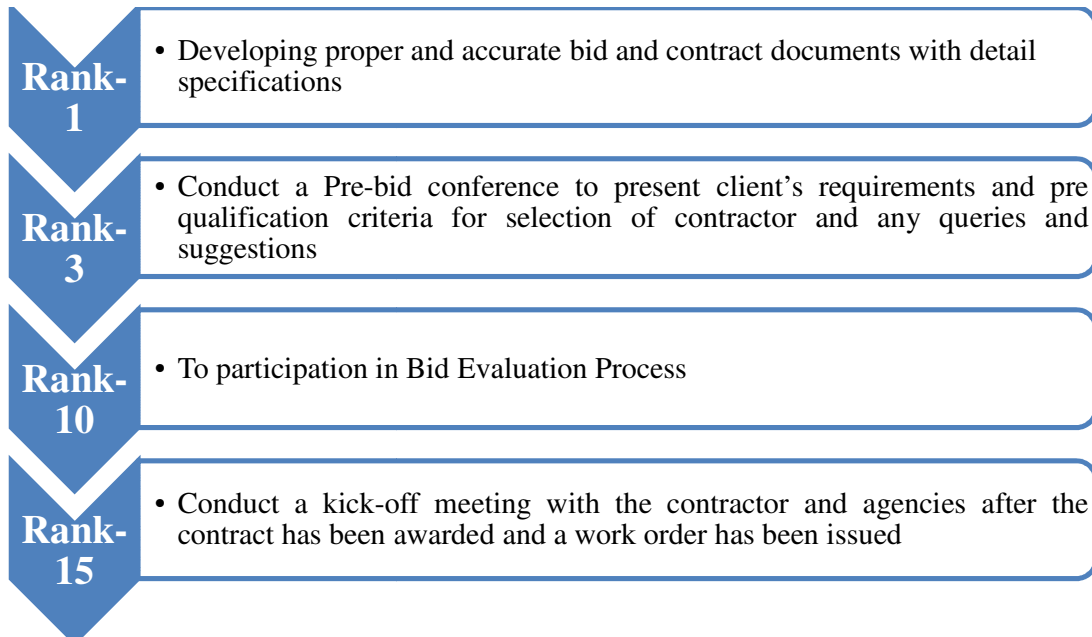 Rank-
1
• Developing proper and accurate bid and contract documents with detail
specifications
Rank-
3
• Conduct a Pre-bid conference to present client's requirements and pre
qualification criteria for selection of contractor and any queries and
suggestions
Rank-
10
• To participation in Bid Evaluation Process
Rank-
15
• Conduct a kick-off meeting with the contractor and agencies after the
contract has been awarded and a work order has been issued